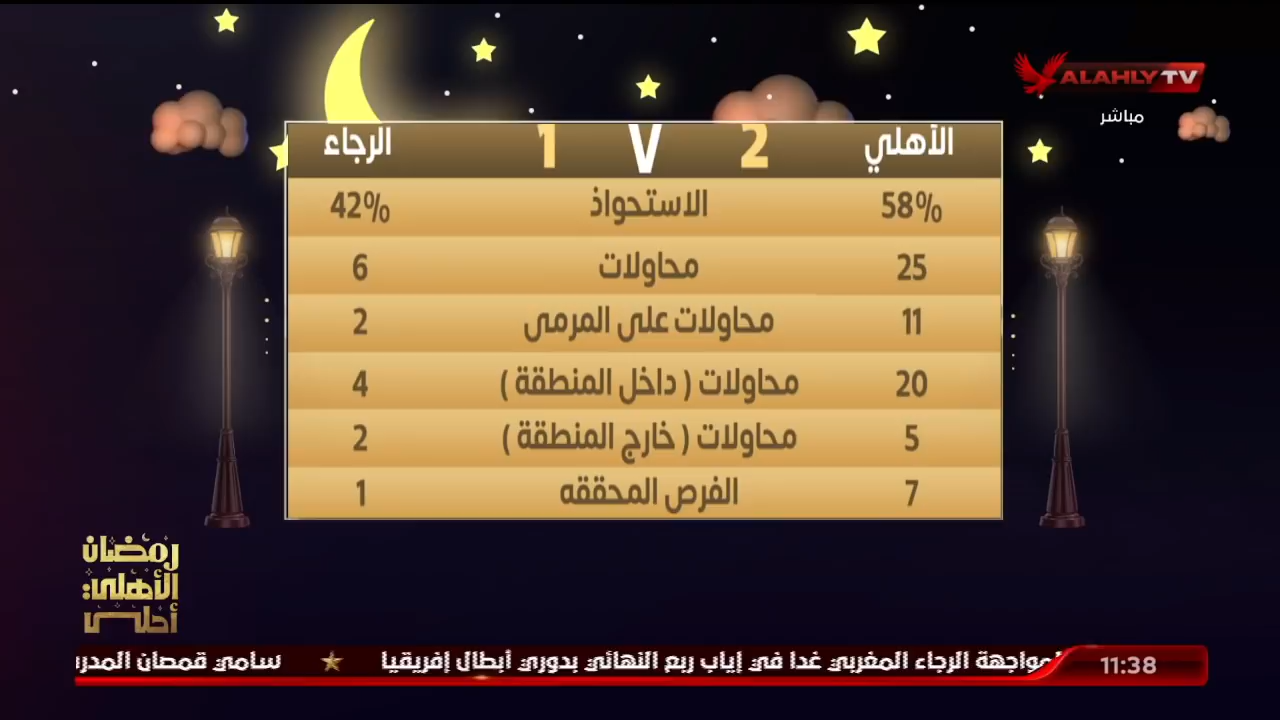 ALAHLY TV
مباشر
الأهلي 2 V 1 الرجاء
58% الاستحواذ 42%
25 محاولات 6
11 محاولات على المرمى 2
20 محاولات ( داخل المنطقة ) 4
5 محاولات ( خارج المنطقة ) 2
7 الفرص المحققه 1
رمضان
الأهلي:
أحلى
11:38 لمواجهة الرجاء المغربي غدا في إياب ربع النهائي بدوري أبطال إفريقيا ★ سامي قمصان المدر